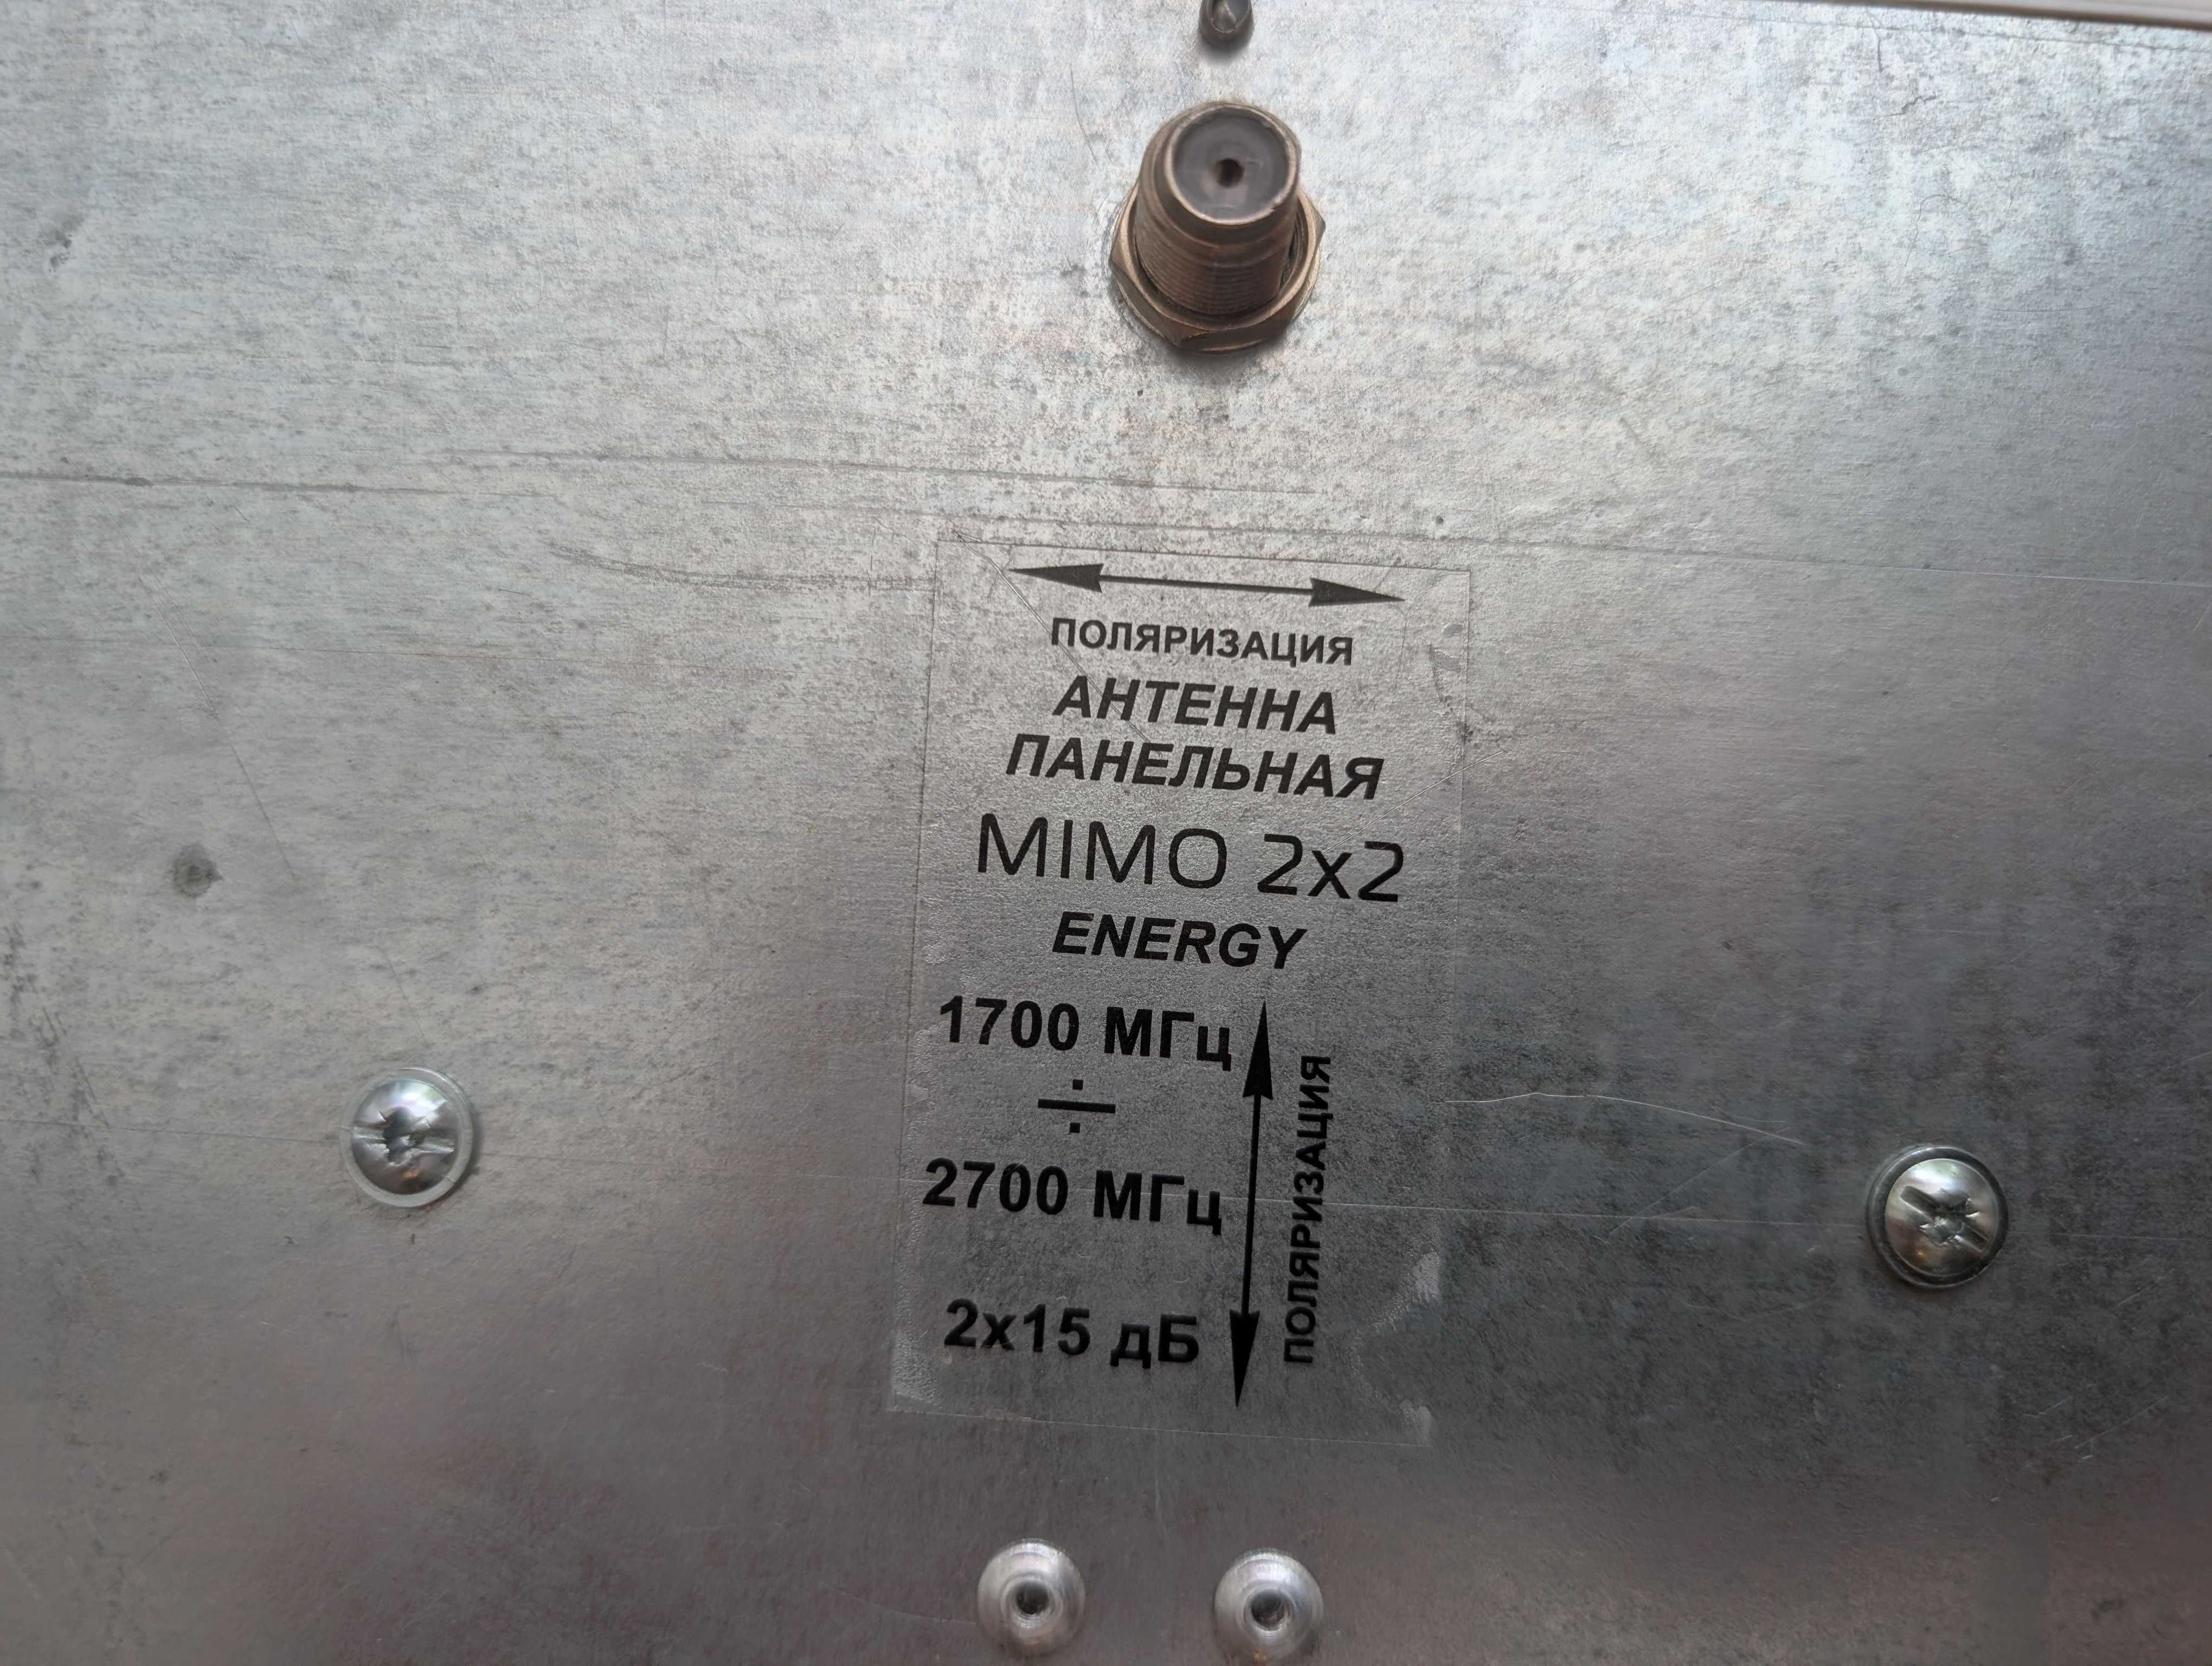 ПОЛЯРИЗАЦИЯ
АНТЕННА
ПАНЕЛЬНАЯ
MIMO 2x2
ENERGY
1700 МГц
÷
2700 МГц
2x15 дБ
ПОЛЯРИЗАЦИЯ